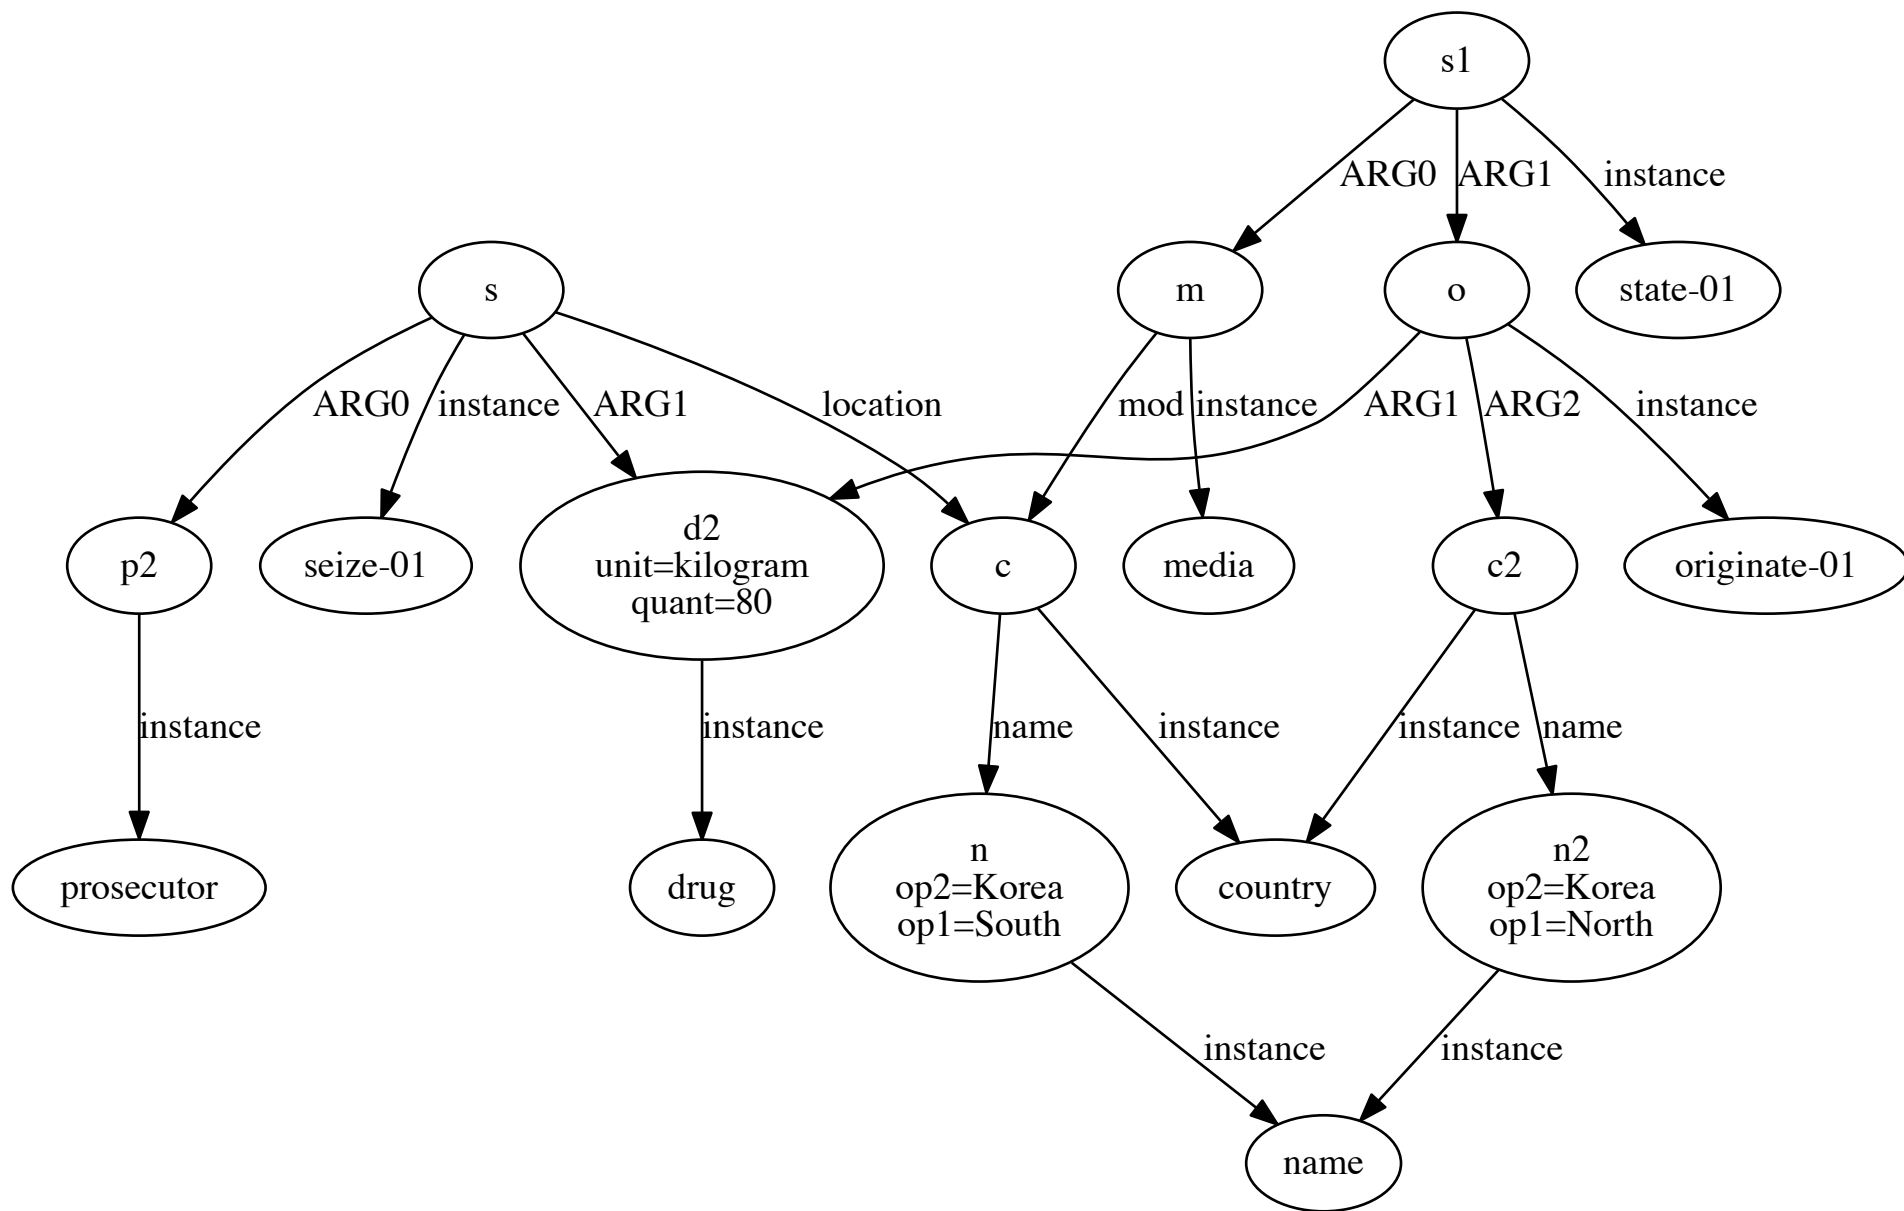 s1
ARG0
ARG1
instance
s
m
o
state-01
ARG0
instance
ARG1
location
mod
instance
ARG1
ARG2
instance
p2
seize-01
d2
unit=kilogram
quant=80
c
media
c2
originate-01
instance
instance
name
instance
instance
name
prosecutor
drug
n
op2=Korea
op1=South
country
n2
op2=Korea
op1=North
instance
instance
name